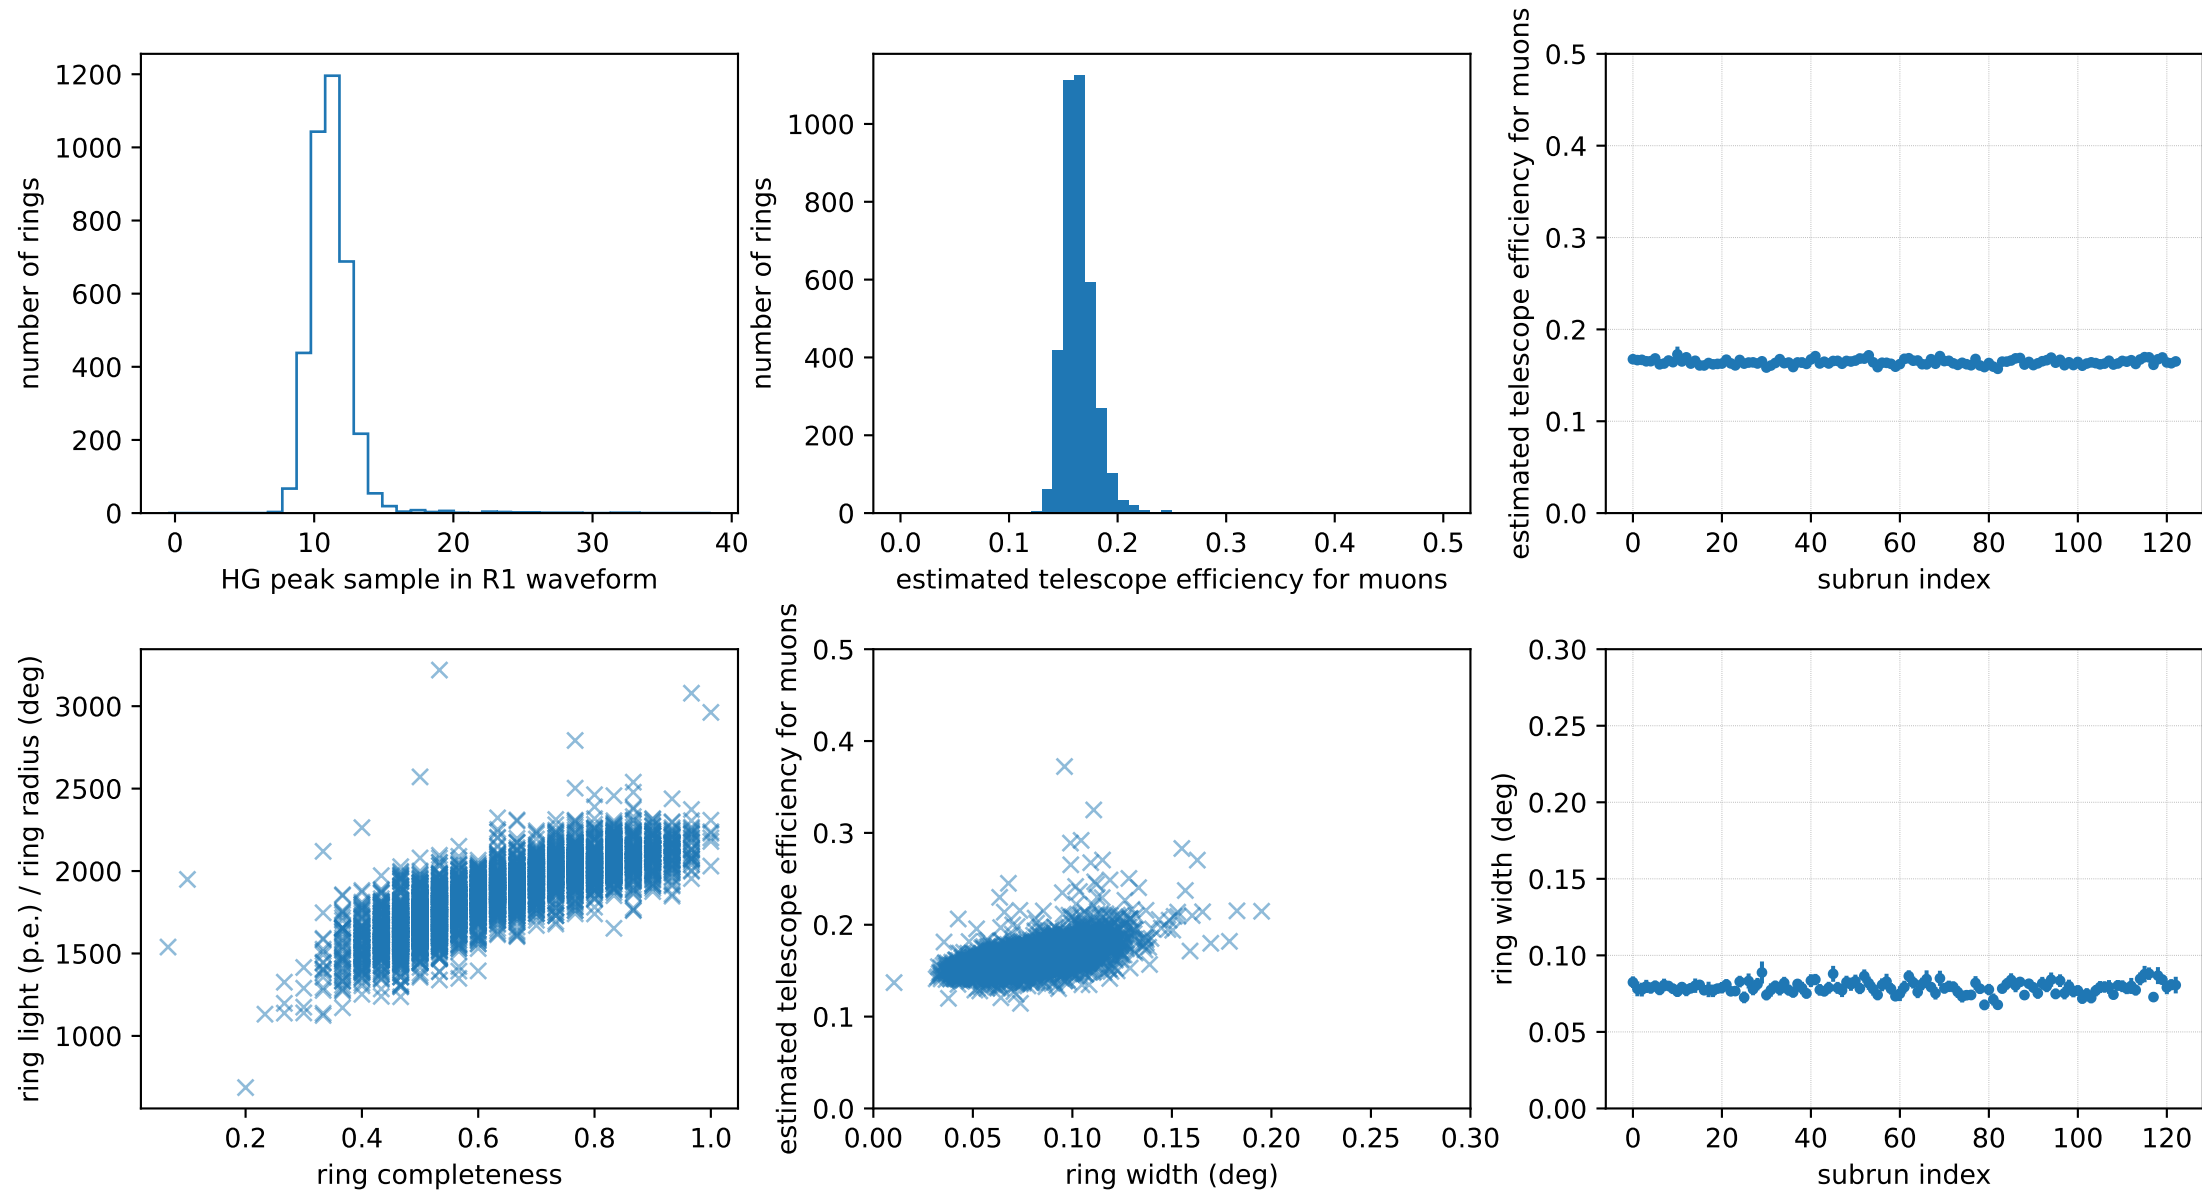 number of rings
1200
1000
800
600
400
200
0
0 10 20 30 40
HG peak sample in R1 waveform
number of rings
1000
800
600
400
200
0
0.0 0.1 0.2 0.3 0.4 0.5
estimated telescope efficiency for muons
estimated telescope efficiency for muons
0.5
0.4
0.3
0.2
0.1
0.0
0 20 40 60 80 100 120
subrun index
ring light (p.e.) / ring radius (deg)
3000
2500
2000
1500
1000
0.2 0.4 0.6 0.8 1.0
ring completeness
estimated telescope efficiency for muons
0.5
0.4
0.3
0.2
0.1
0.0
0.00 0.05 0.10 0.15 0.20 0.25 0.30
ring width (deg)
ring width (deg)
0.30
0.25
0.20
0.15
0.10
0.05
0.00
0 20 40 60 80 100 120
subrun index